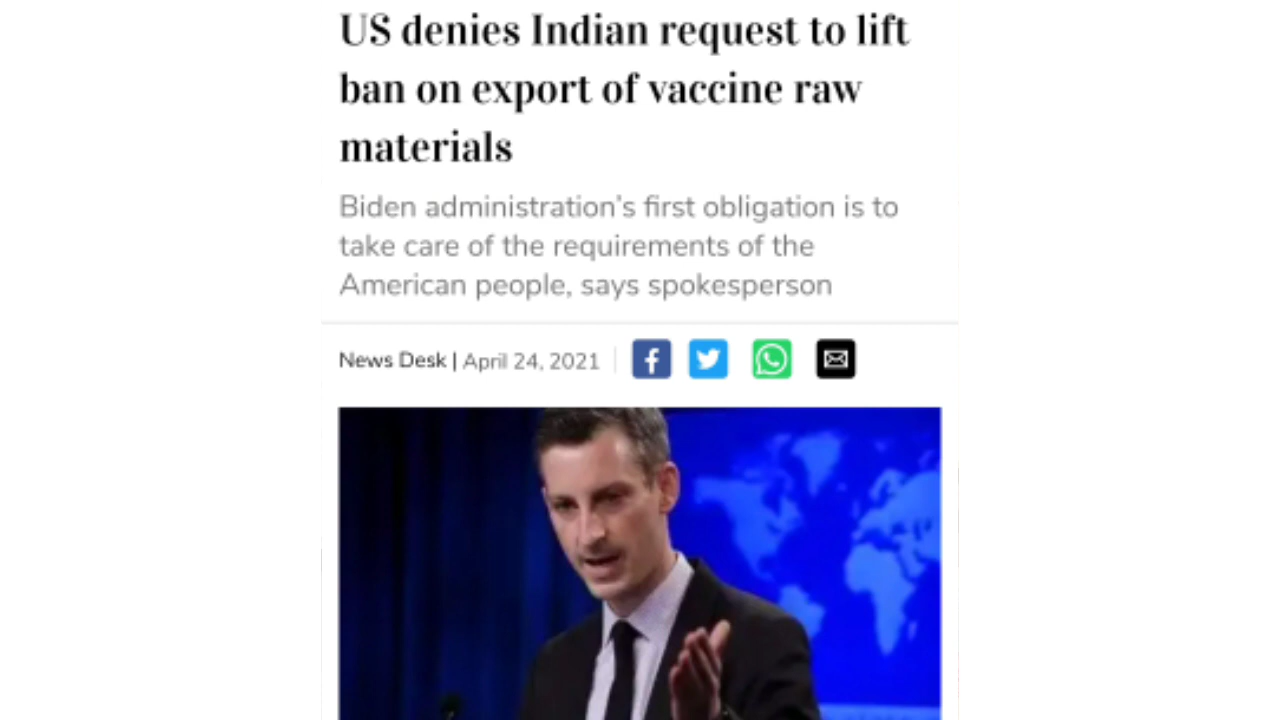 US denies Indian request to lift
ban on export of vaccine raw
materials
Biden administration's first obligation is to
take care of the requirements of the
American people, says spokesperson
News Desk | April 24, 2021